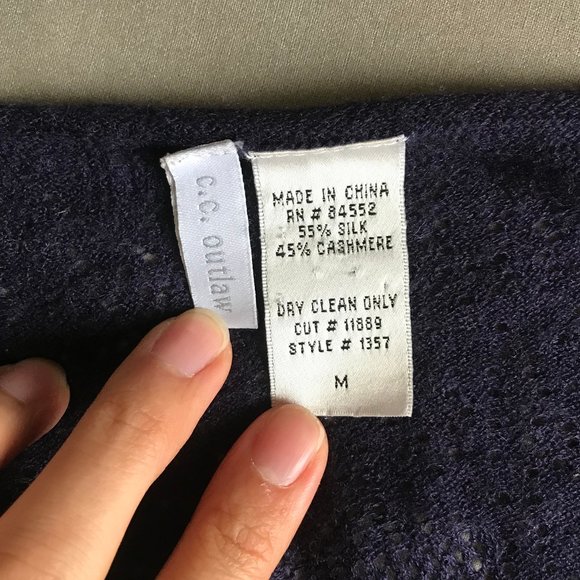 c.c. outlaw
MADE IN CHINA
RN # 84552
55% SILK
45% CASHMERE
DRY CLEAN ONLY
CUT # 11889
STYLE # 1357
M